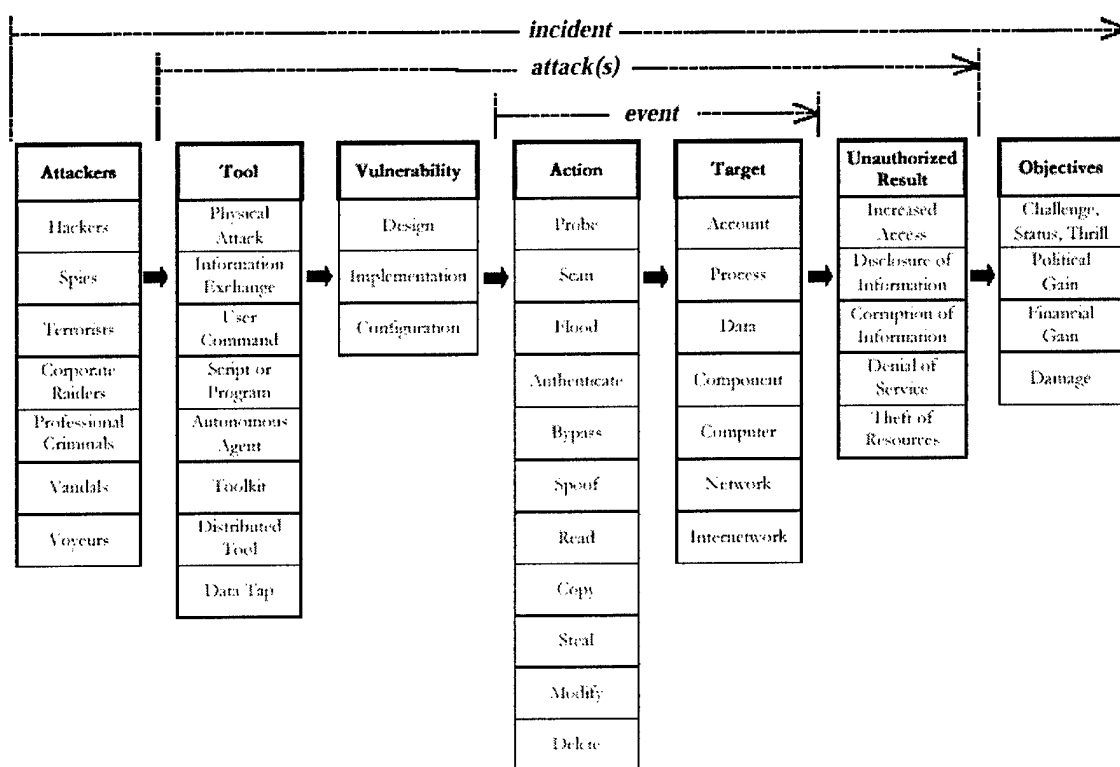 incident
attack(s)
event
Attackers
Hackers
Spies
Terrorists
Corporate
Raiders
Professional
Criminals
Vandals
Voyeurs
Tool
Physical
Attack
Information
Exchange
User
Command
Script or
Program
Autonomous
Agent
Toolkit
Distributed
Tool
Data Tap
Vulnerability
Design
Implementation
Configuration
Action
Probe
Scan
Flood
Authenticate
Bypass
Spoof
Read
Copy
Steal
Modify
Delete
Target
Account
Process
Data
Component
Computer
Network
Internetwork
Unauthorized
Result
Increased
Access
Disclosure of
Information
Corruption of
Information
Denial of
Service
Theft of
Resources
Objectives
Challenge,
Status, Thrill
Political
Gain
Financial
Gain
Damage